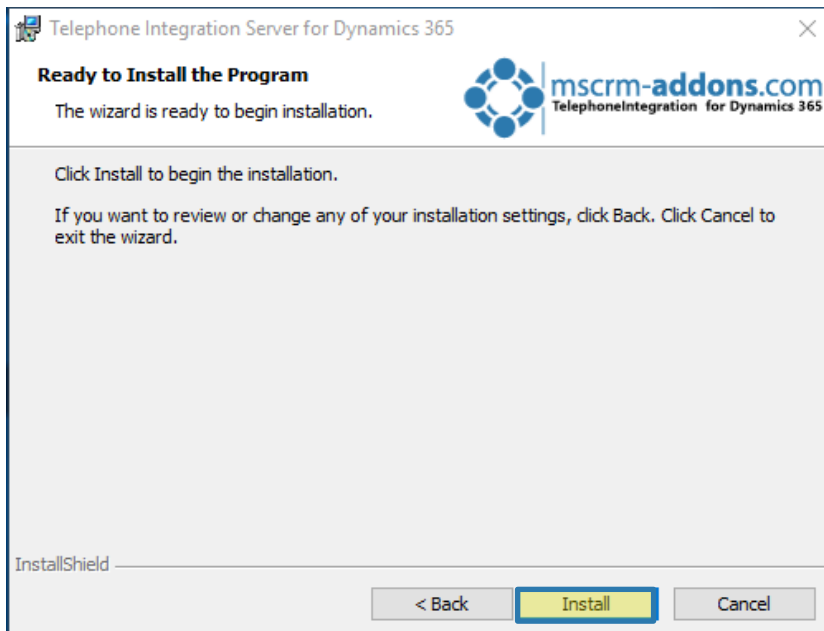 Telephone Integration Server for Dynamics 365
Ready to Install the Program
The wizard is ready to begin installation.
mscrm-addons.com
TelephoneIntegration for Dynamics 365
Click Install to begin the installation.
If you want to review or change any of your installation settings, click Back. Click Cancel to
exit the wizard.
InstallShield
< Back
Install
Cancel